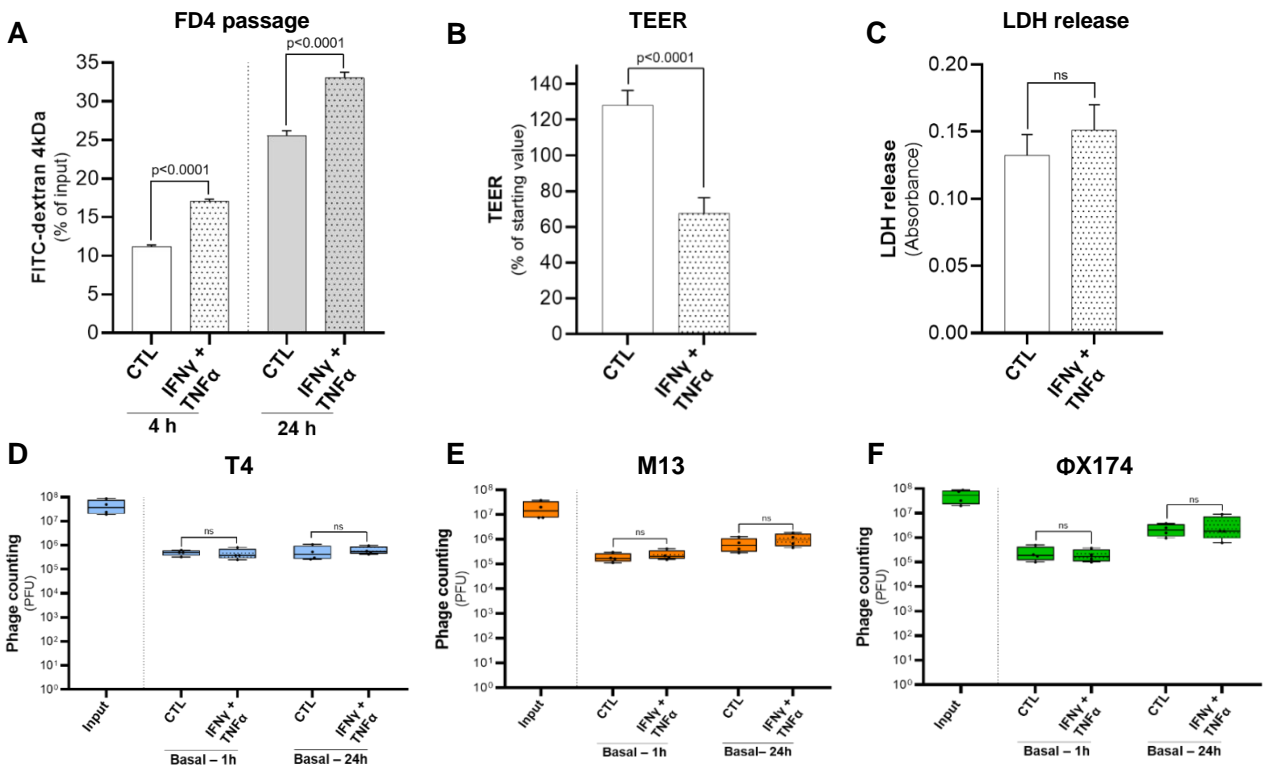 A
FD4 passage
FITC-dextran 4kDa
(% of input)
35
30
25
20
15
10
5
0
p<0.0001
p<0.0001
CTL
IFNγ +
TNFα
CTL
IFNγ +
TNFα
4 h
24 h
B
TEER
TEER
(% of starting value)
140
120
100
80
60
40
20
0
p<0.0001
CTL
IFNγ +
TNFα
C
LDH release
LDH release
(Absorbance)
0.20
0.15
0.10
0.05
0.00
ns
CTL
IFNγ +
TNFα
D
T4
Phage counting
(PFU)
10⁸
10⁷
10⁶
10⁵
10⁴
10³
10²
10¹
10⁰
ns
ns
Input
CTL
IFNγ +
TNFα
CTL
IFNγ +
TNFα
Basal – 1h
Basal – 24h
E
M13
Phage counting
(PFU)
10⁸
10⁷
10⁶
10⁵
10⁴
10³
10²
10¹
10⁰
ns
ns
Input
CTL
IFNγ +
TNFα
CTL
IFNγ +
TNFα
Basal – 1h
Basal– 24h
F
ΦX174
Phage counting
(PFU)
10⁸
10⁷
10⁶
10⁵
10⁴
10³
10²
10¹
10⁰
ns
ns
Input
CTL
IFNγ +
TNFα
CTL
IFNγ +
TNFα
Basal – 1h
Basal – 24h